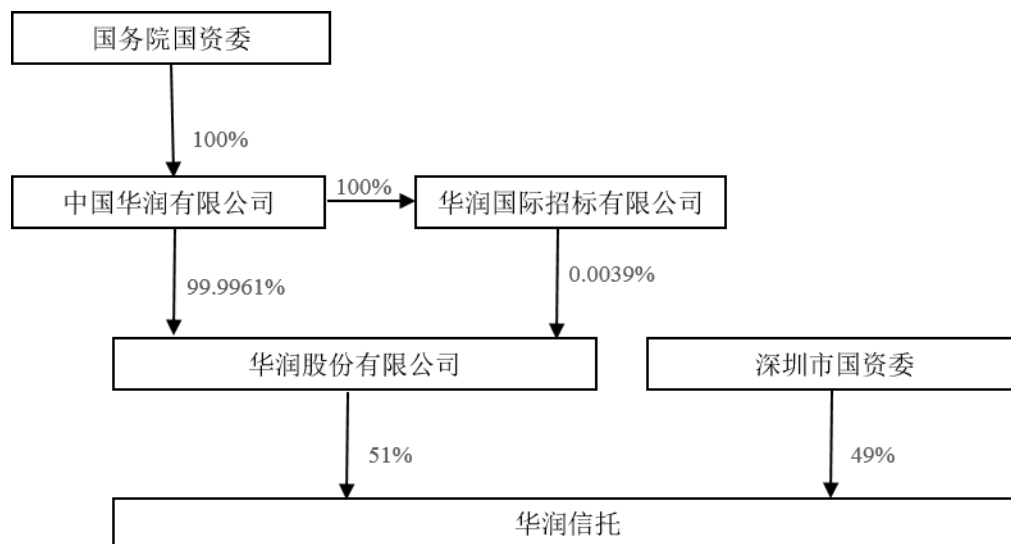 国务院国资委
100%
中国华润有限公司
100%
华润国际招标有限公司
99.9961%
0.0039%
华润股份有限公司
深圳市国资委
51%
49%
华润信托